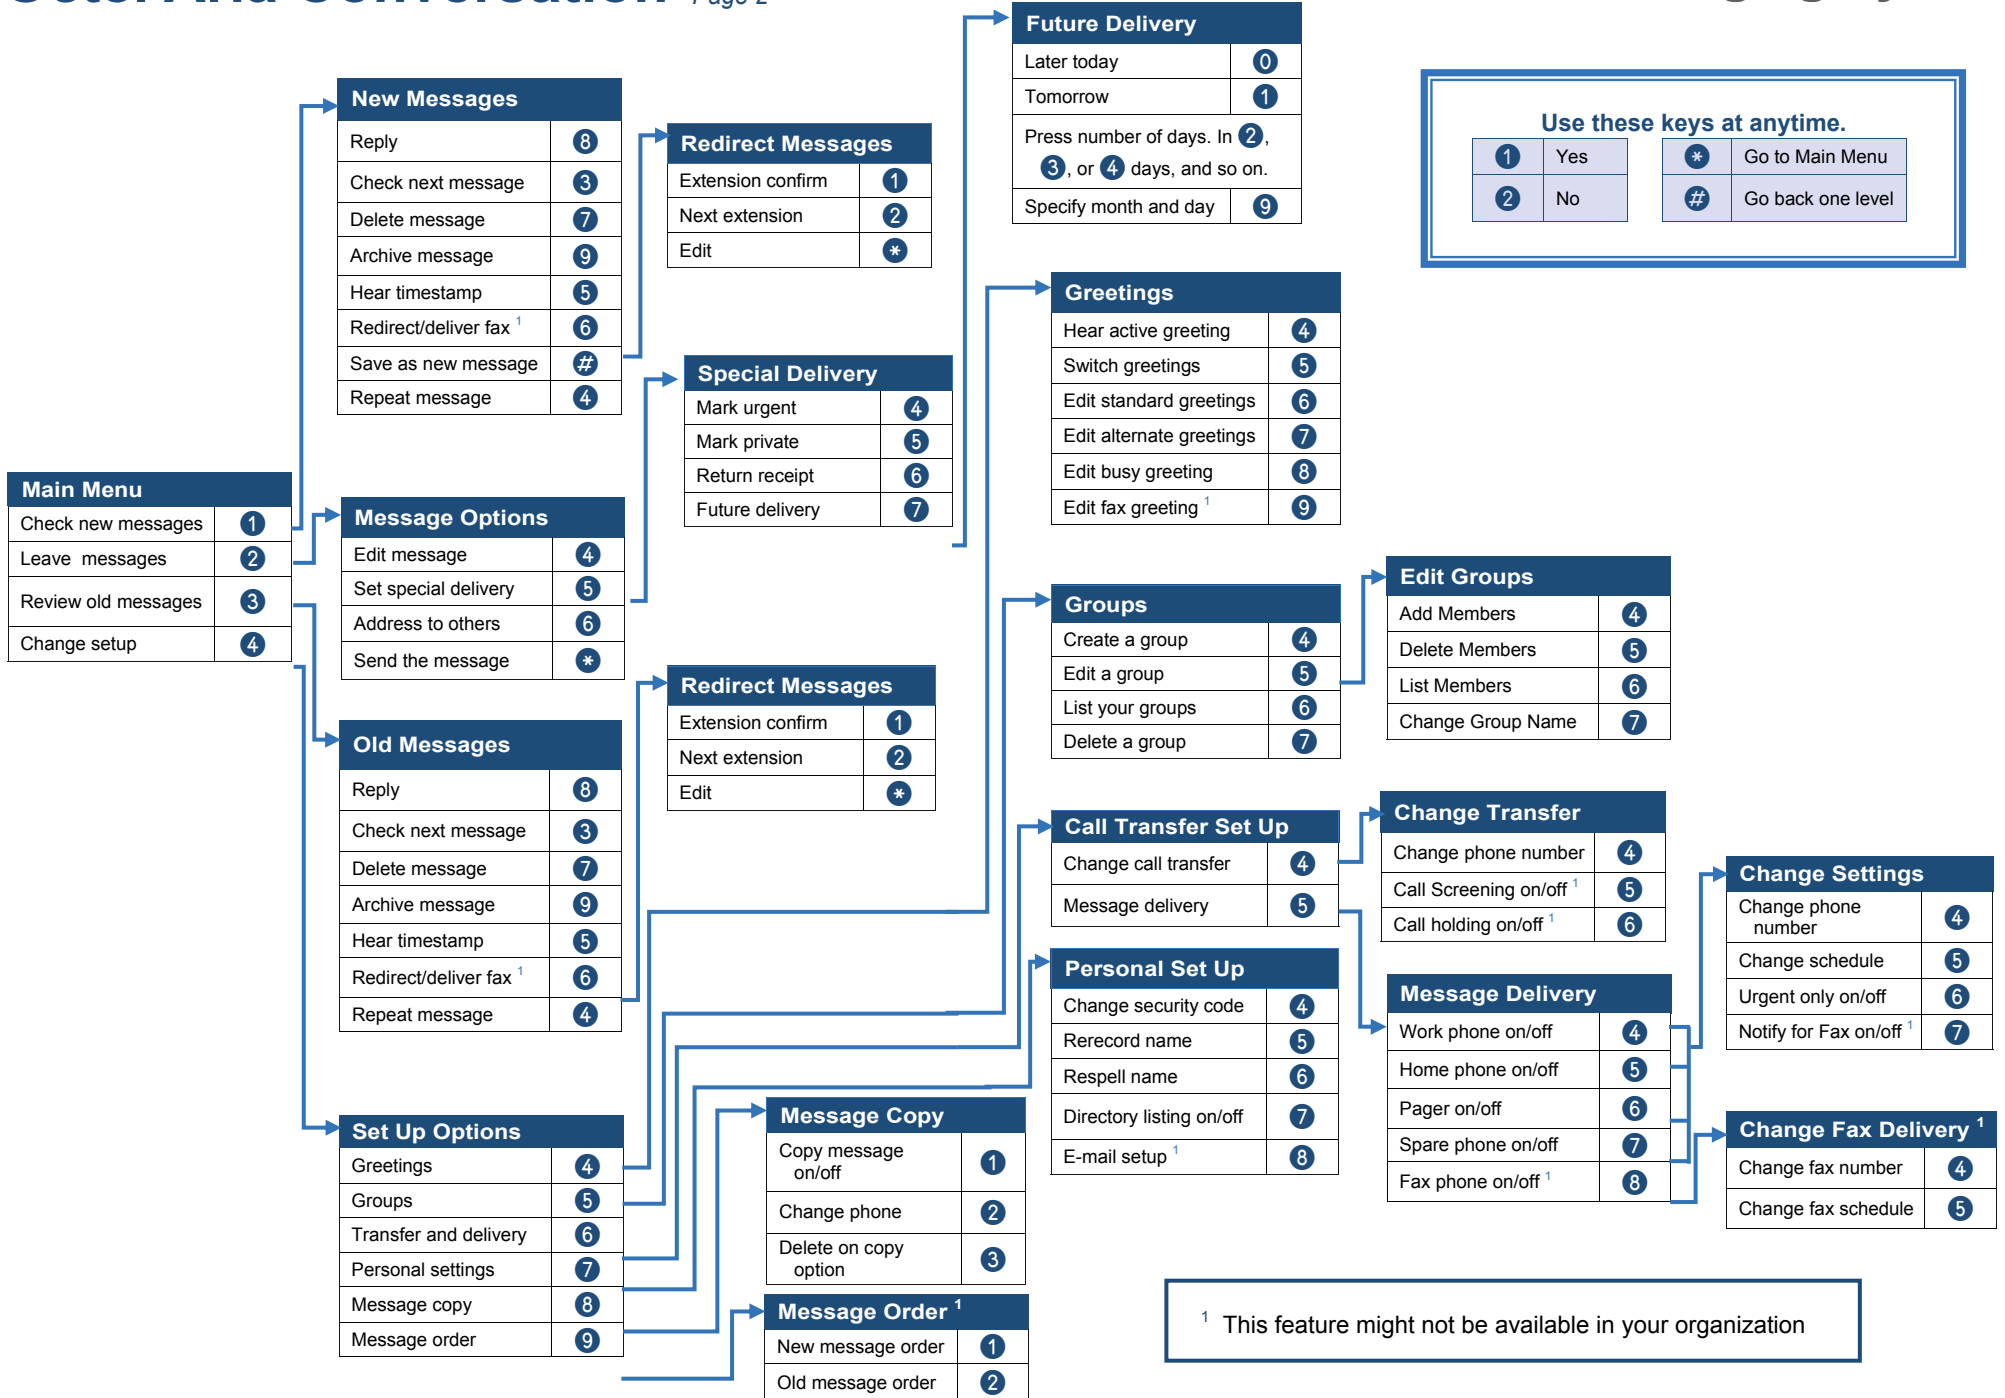 Page 2
Future Delivery
Later today 0
Tomorrow 1
Press number of days. In 2,
3, or 4 days, and so on.
Specify month and day 9
Use these keys at anytime.
1 Yes * Go to Main Menu
2 No # Go back one level
New Messages
Reply 8
Check next message 3
Delete message 7
Archive message 9
Hear timestamp 5
Redirect/deliver fax 1 6
Save as new message #
Repeat message 4
Redirect Messages
Extension confirm 1
Next extension 2
Edit *
Special Delivery
Mark urgent 4
Mark private 5
Return receipt 6
Future delivery 7
Greetings
Hear active greeting 4
Switch greetings 5
Edit standard greetings 6
Edit alternate greetings 7
Edit busy greeting 8
Edit fax greeting 1 9
Main Menu
Check new messages 1
Leave messages 2
Review old messages 3
Change setup 4
Message Options
Edit message 4
Set special delivery 5
Address to others 6
Send the message *
Groups
Create a group 4
Edit a group 5
List your groups 6
Delete a group 7
Edit Groups
Add Members 4
Delete Members 5
List Members 6
Change Group Name 7
Redirect Messages
Extension confirm 1
Next extension 2
Edit *
Old Messages
Reply 8
Check next message 3
Delete message 7
Archive message 9
Hear timestamp 5
Redirect/deliver fax 1 6
Repeat message 4
Call Transfer Set Up
Change call transfer 4
Message delivery 5
Change Transfer
Change phone number 4
Call Screening on/off 1 5
Call holding on/off 1 6
Change Settings
Change phone
number 4
Change schedule 5
Urgent only on/off 6
Notify for Fax on/off 1 7
Personal Set Up
Change security code 4
Rerecord name 5
Respell name 6
Directory listing on/off 7
E-mail setup 1 8
Message Delivery
Work phone on/off 4
Home phone on/off 5
Pager on/off 6
Spare phone on/off 7
Fax phone on/off 1 8
Change Fax Delivery 1
Change fax number 4
Change fax schedule 5
Set Up Options
Greetings 4
Groups 5
Transfer and delivery 6
Personal settings 7
Message copy 8
Message order 9
Message Copy
Copy message
on/off 1
Change phone 2
Delete on copy
option 3
Message Order 1
New message order 1
Old message order 2
1 This feature might not be available in your organization